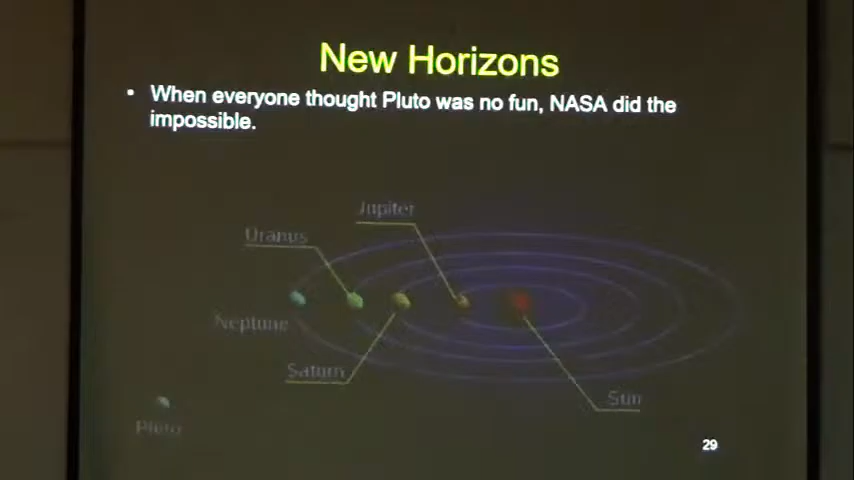 New Horizons
• When everyone thought Pluto was no fun, NASA did the
impossible.
Jupiter
Uranus
Neptune
Saturn
Sun
Pluto
29